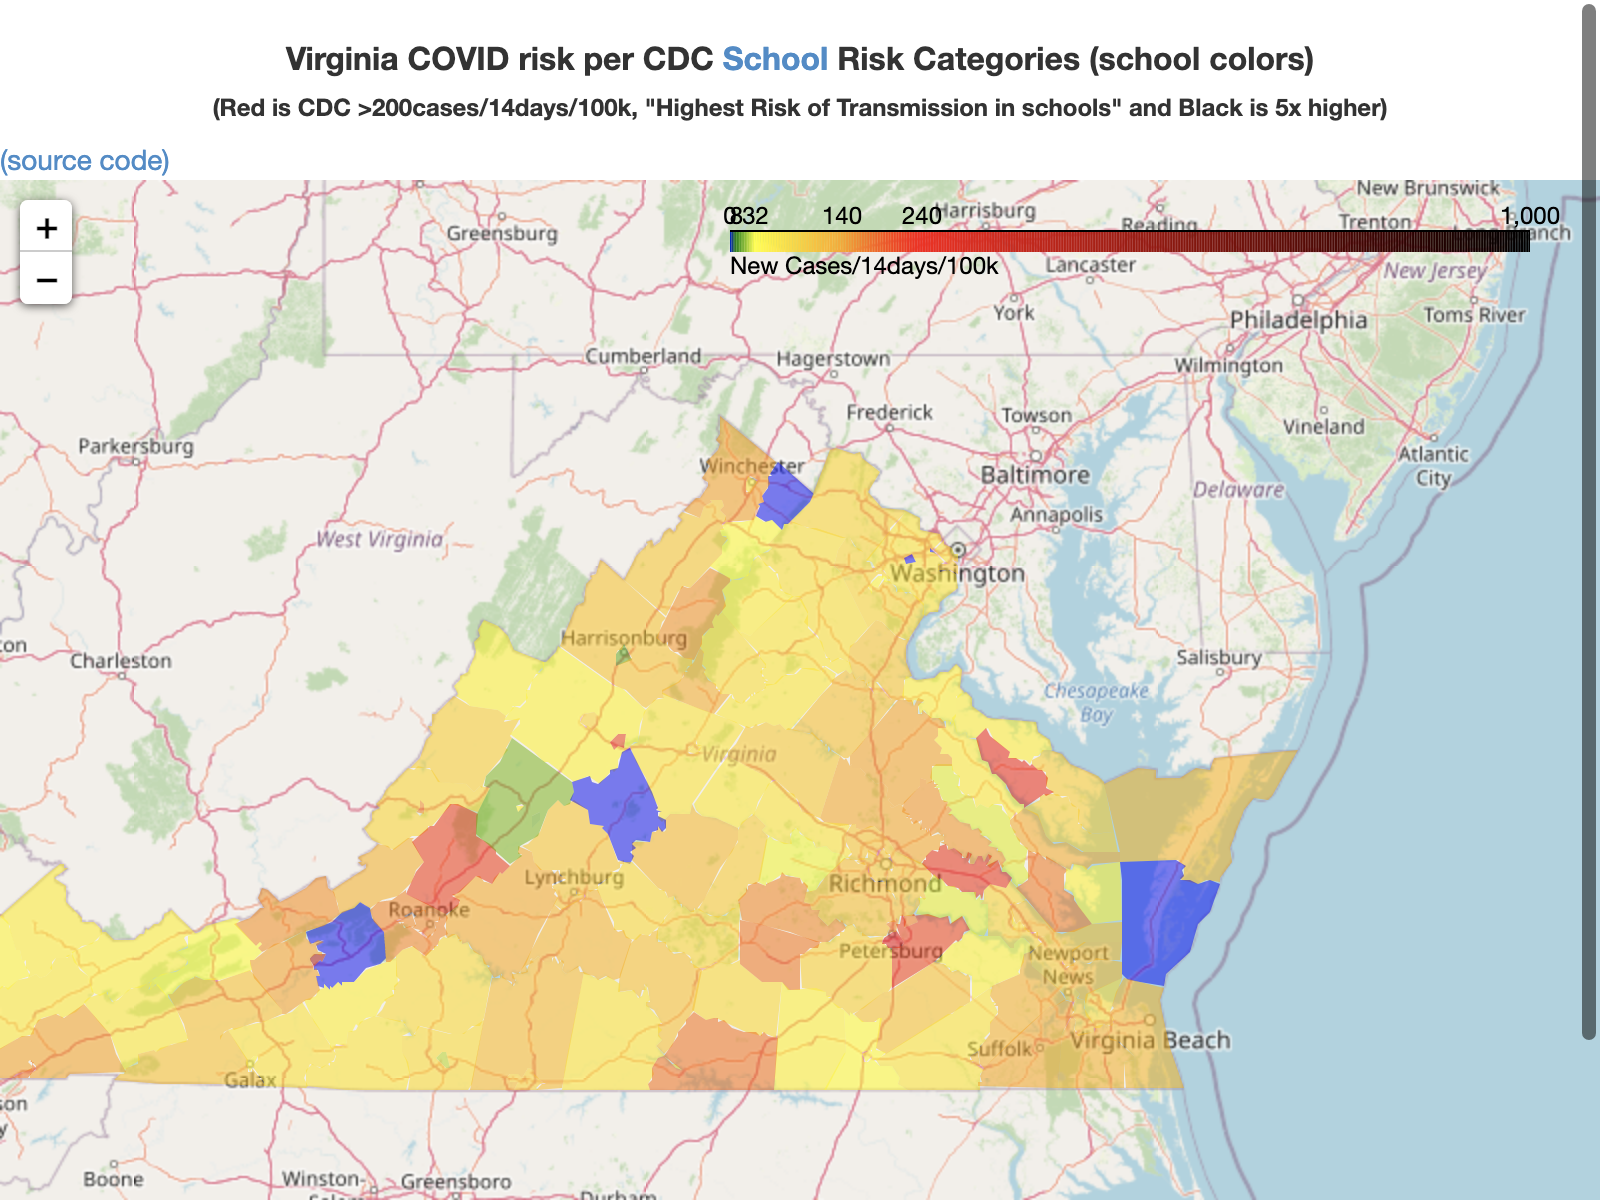 Virginia COVID risk per CDC School Risk Categories (school colors)
(Red is CDC >200cases/14days/100k, "Highest Risk of Transmission in schools" and Black is 5x higher)
(source code)
+
−
New Brunswick
0 8 32 140 240 1,000
Harrisburg
Reading
Trenton
Long Branch
Greensburg
New Cases/14days/100k
Lancaster
New Jersey
York
Philadelphia
Toms River
Cumberland
Hagerstown
Wilmington
Frederick
Towson
Vineland
Parkersburg
Atlantic
City
Winchester
Baltimore
Delaware
Annapolis
West Virginia
Washington
Harrisonburg
Charleston
Salisbury
Chesapeake
Bay
Virginia
Lynchburg
Richmond
Roanoke
Petersburg
Newport
News
Suffolk
Virginia Beach
Galax
Boone
Winston-
Greensboro
Durham